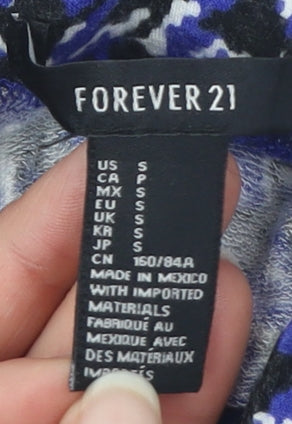 FOREVER 21
US S
CA P
MX S
EU S
UK S
KR S
JP S
CN 160/84A
MADE IN MEXICO
WITH IMPORTED
MATERIALS
FABRIQUÉ AU
MEXIQUE AVEC
DES MATÉRIAUX
IMPORTÉS